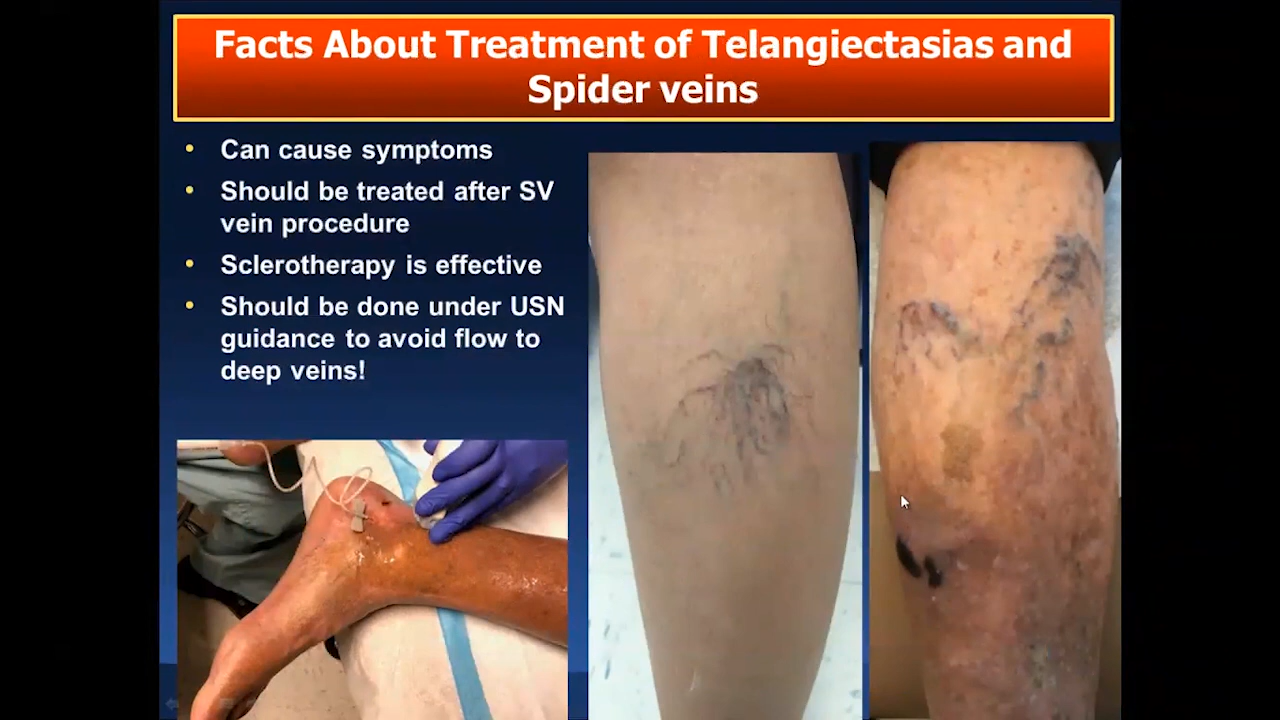 Facts About Treatment of Telangiectasias and
Spider veins
• Can cause symptoms
• Should be treated after SV
vein procedure
• Sclerotherapy is effective
• Should be done under USN
guidance to avoid flow to
deep veins!